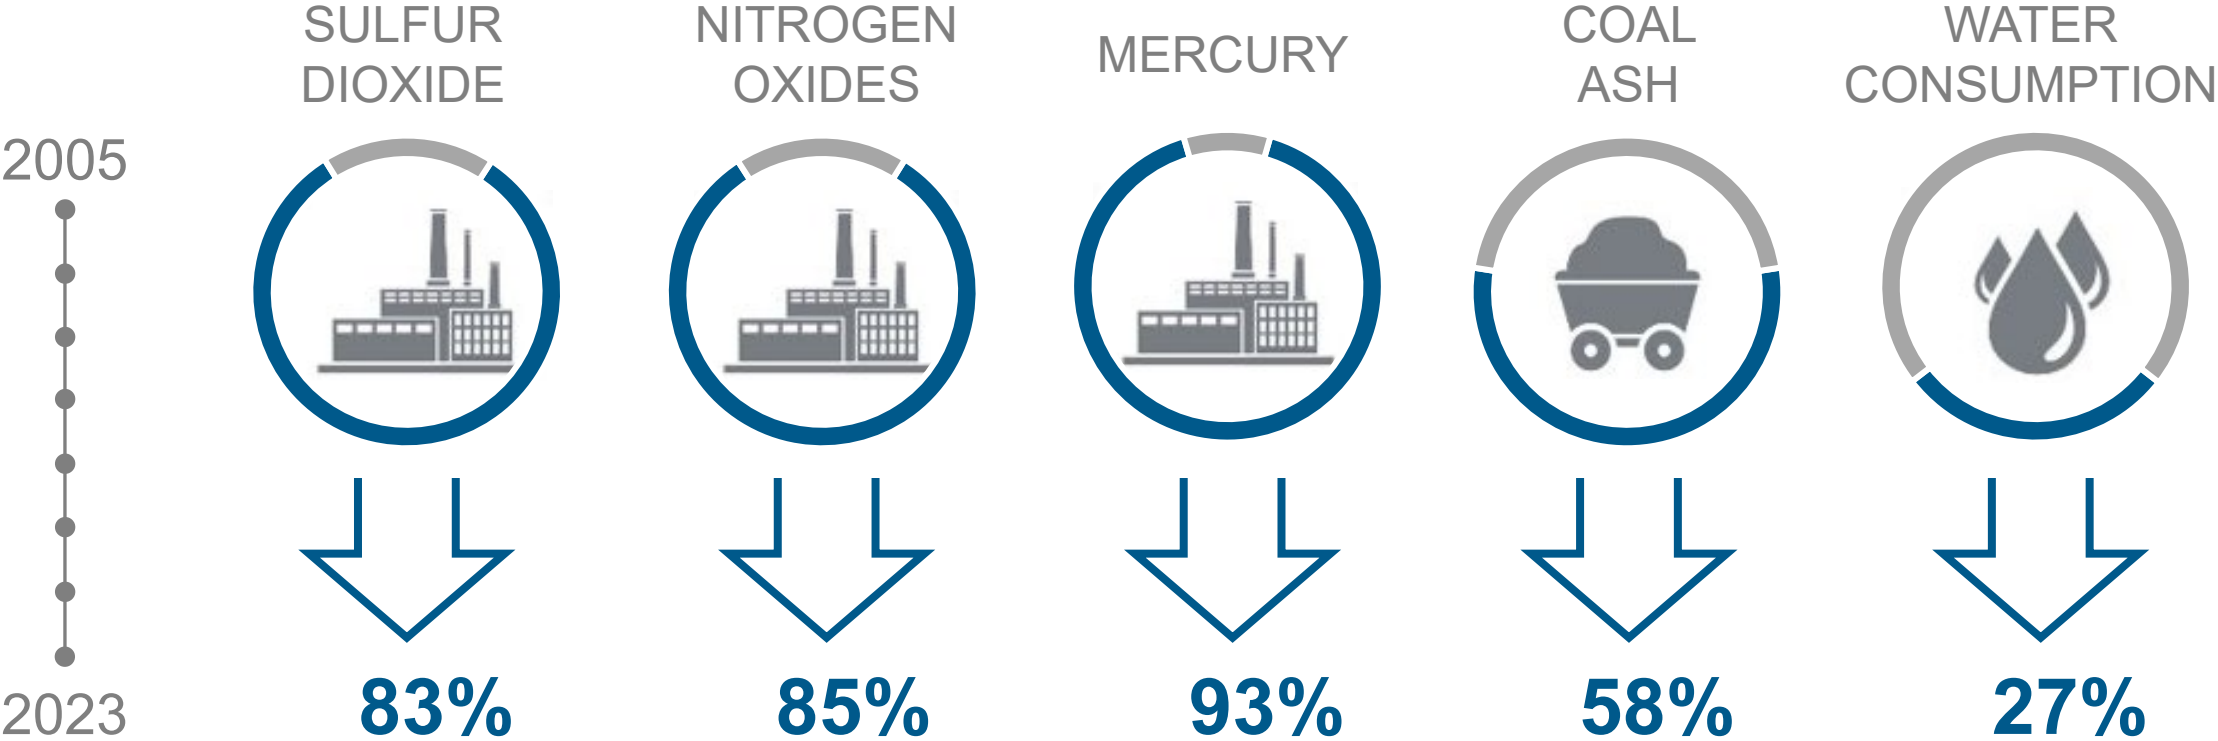 SULFUR
DIOXIDE
NITROGEN
OXIDES
MERCURY
COAL
ASH
WATER
CONSUMPTION
2005
2023
83%
85%
93%
58%
27%